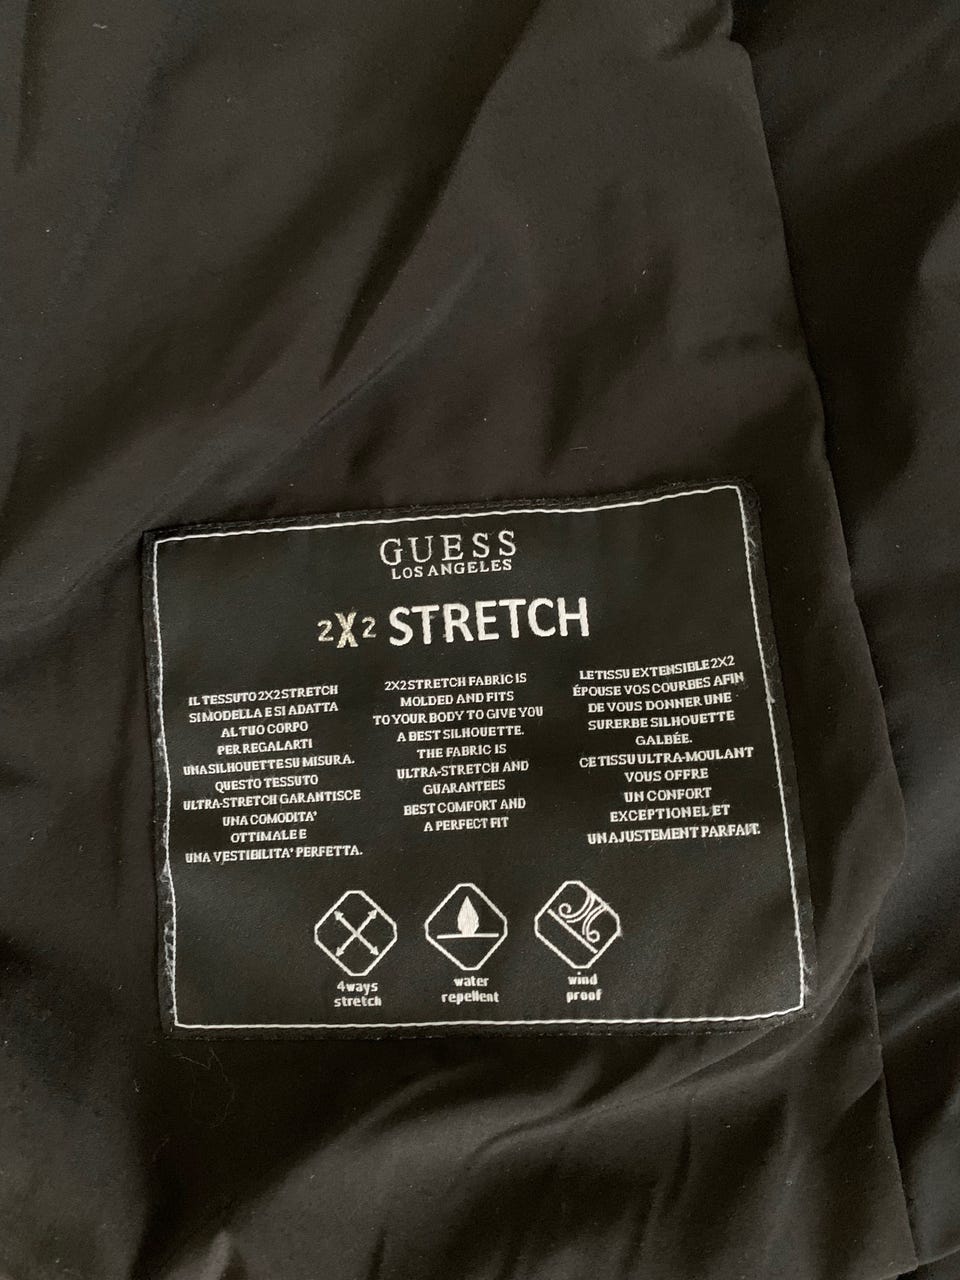 GUESS
LOS ANGELES
2X2 STRETCH
IL TESSUTO 2X2 STRETCH
SI MODELLA E SI ADATTA
AL TUO CORPO
PER REGALARTI
UNA SILHOUETTE SU MISURA.
QUESTO TESSUTO
ULTRA-STRETCH GARANTISCE
UNA COMODITA'
OTTIMALE E
UNA VESTIBILITA' PERFETTA.
2X2 STRETCH FABRIC IS
MOLDED AND FITS
TO YOUR BODY TO GIVE YOU
A BEST SILHOUETTE.
THE FABRIC IS
ULTRA-STRETCH AND
GUARANTEES
BEST COMFORT AND
A PERFECT FIT
LE TISSU EXTENSIBLE 2X2
ÉPOUSE VOS COURBES AFIN
DE VOUS DONNER UNE
SURERBE SILHOUETTE
GALBÉE.
CE TISSU ULTRA-MOULANT
VOUS OFFRE
UN CONFORT
EXCEPTIONEL ET
UN AJUSTEMENT PARFAIT.
4ways
stretch
water
repellent
wind
proof